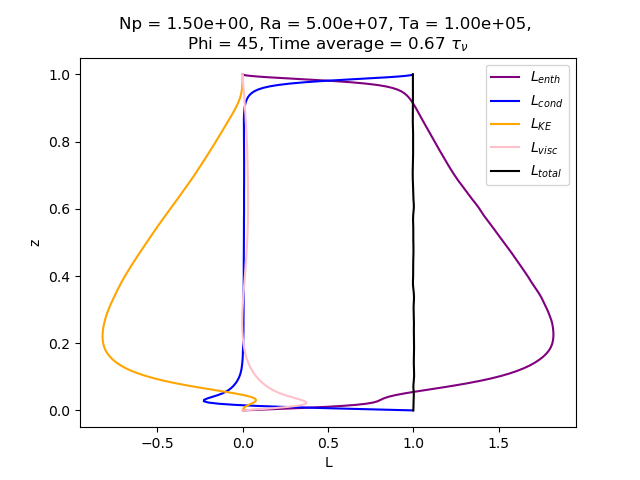 Np = 1.50e+00, Ra = 5.00e+07, Ta = 1.00e+05,
Phi = 45, Time average = 0.67 τ_ν
L_enth
L_cond
L_KE
L_visc
L_total
1.0
0.8
0.6
0.4
0.2
0.0
z
−0.5
0.0
0.5
1.0
1.5
L